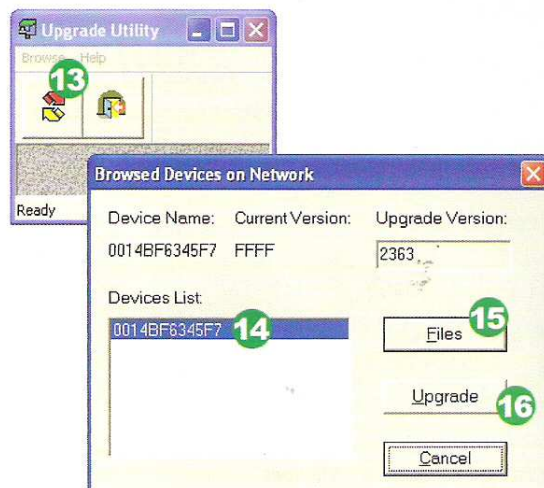 Upgrade Utility
Browse Help
13
Ready
Browsed Devices on Network
Device Name: Current Version: Upgrade Version:
0014BF6345F7 FFFF 2363
Devices List:
0014BF6345F7 14
15
Files
Upgrade
16
Cancel